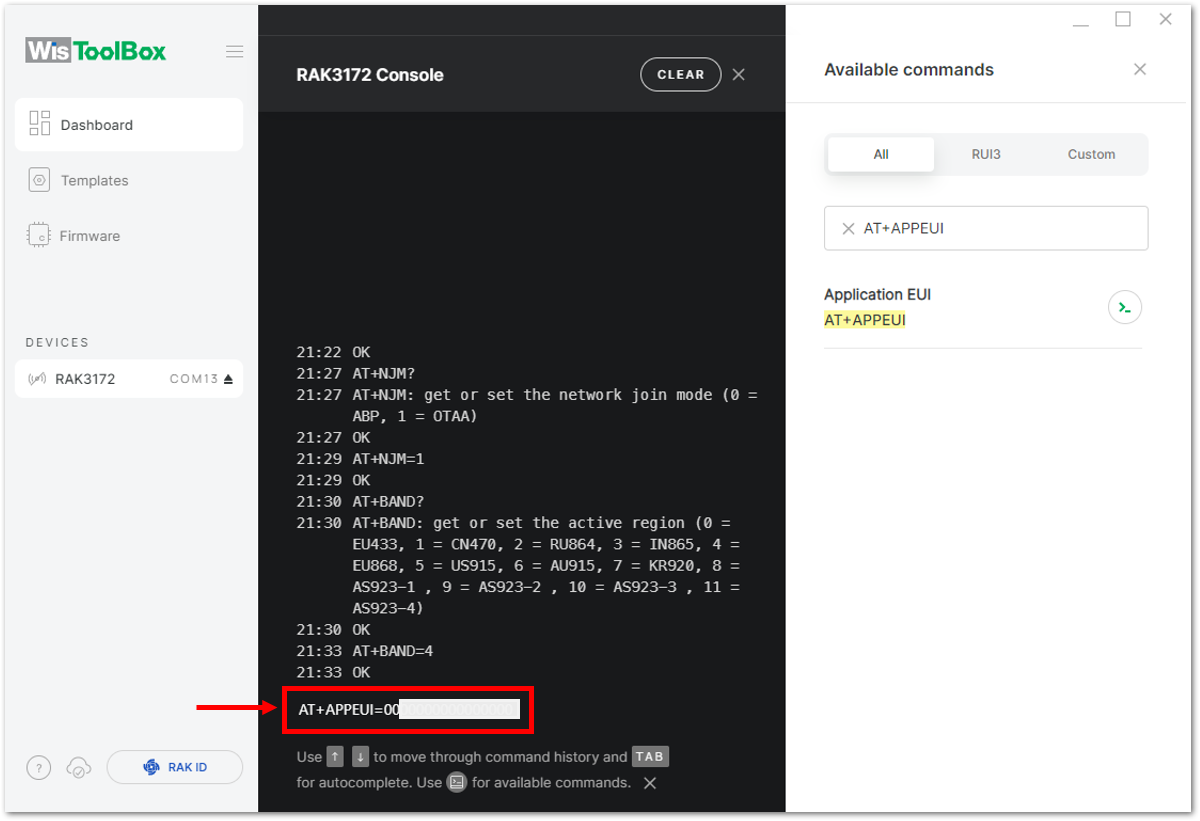 WisToolBox
Dashboard
Templates
Firmware
DEVICES
RAK3172 COM13
?
RAK ID
RAK3172 Console
CLEAR
21:22 OK
21:27 AT+NJM?
21:27 AT+NJM: get or set the network join mode (0 =
ABP, 1 = OTAA)
21:27 OK
21:29 AT+NJM=1
21:29 OK
21:30 AT+BAND?
21:30 AT+BAND: get or set the active region (0 =
EU433, 1 = CN470, 2 = RU864, 3 = IN865, 4 =
EU868, 5 = US915, 6 = AU915, 7 = KR920, 8 =
AS923-1 , 9 = AS923-2 , 10 = AS923-3 , 11 =
AS923-4)
21:30 OK
21:33 AT+BAND=4
21:33 OK
AT+APPEUI=00
Use ↑ ↓ to move through command history and TAB
for autocomplete. Use for available commands.
Available commands
All RUI3 Custom
AT+APPEUI
Application EUI
AT+APPEUI